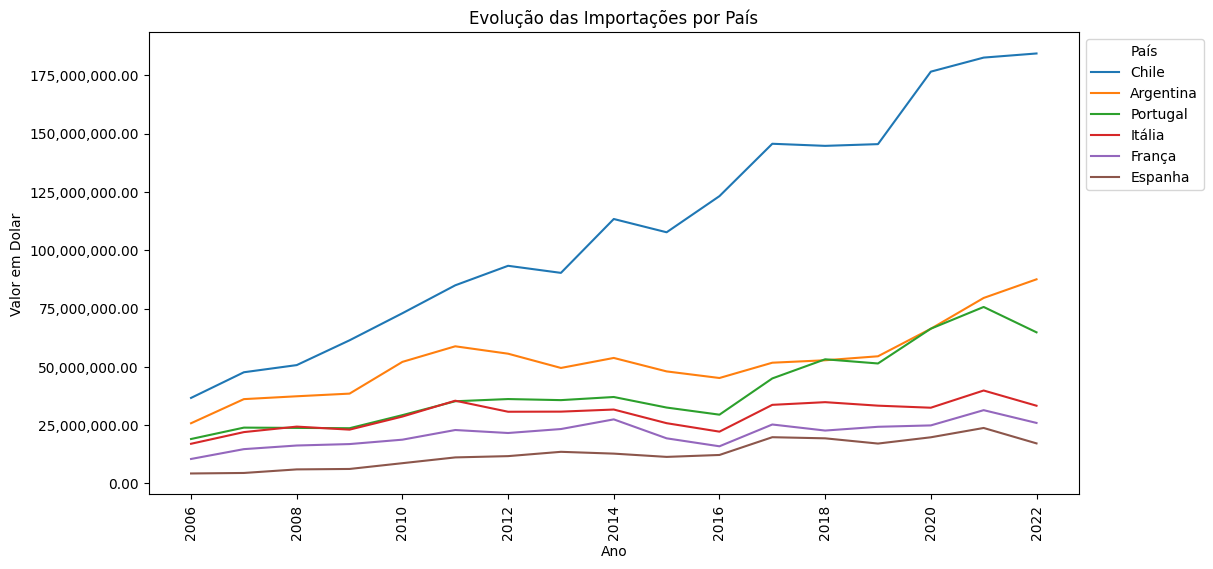 Evolução das Importações por País
Valor em Dolar
175,000,000.00
150,000,000.00
125,000,000.00
100,000,000.00
75,000,000.00
50,000,000.00
25,000,000.00
0.00
2006
2008
2010
2012
2014
2016
2018
2020
2022
Ano
País
Chile
Argentina
Portugal
Itália
França
Espanha